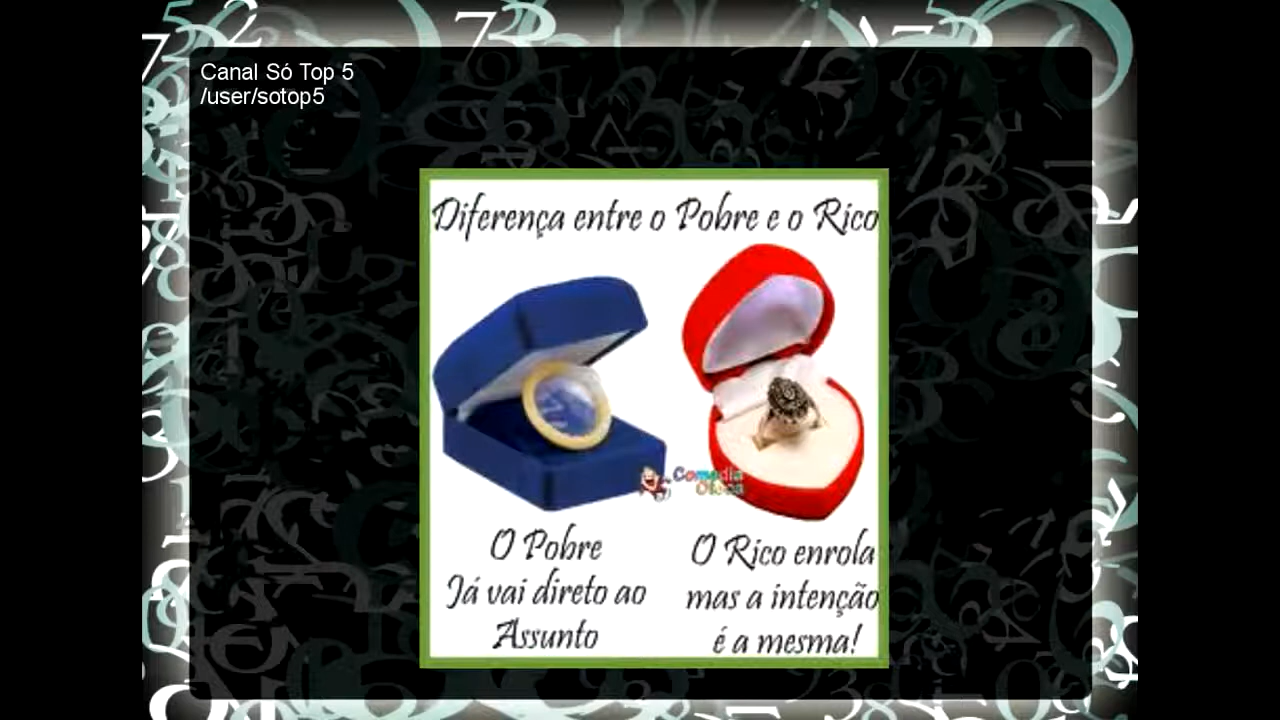 Canal Só Top 5
/user/sotop5
Diferença entre o Pobre e o Rico
O Pobre
Já vai direto ao
Assunto
O Rico enrola
mas a intenção
é a mesma!